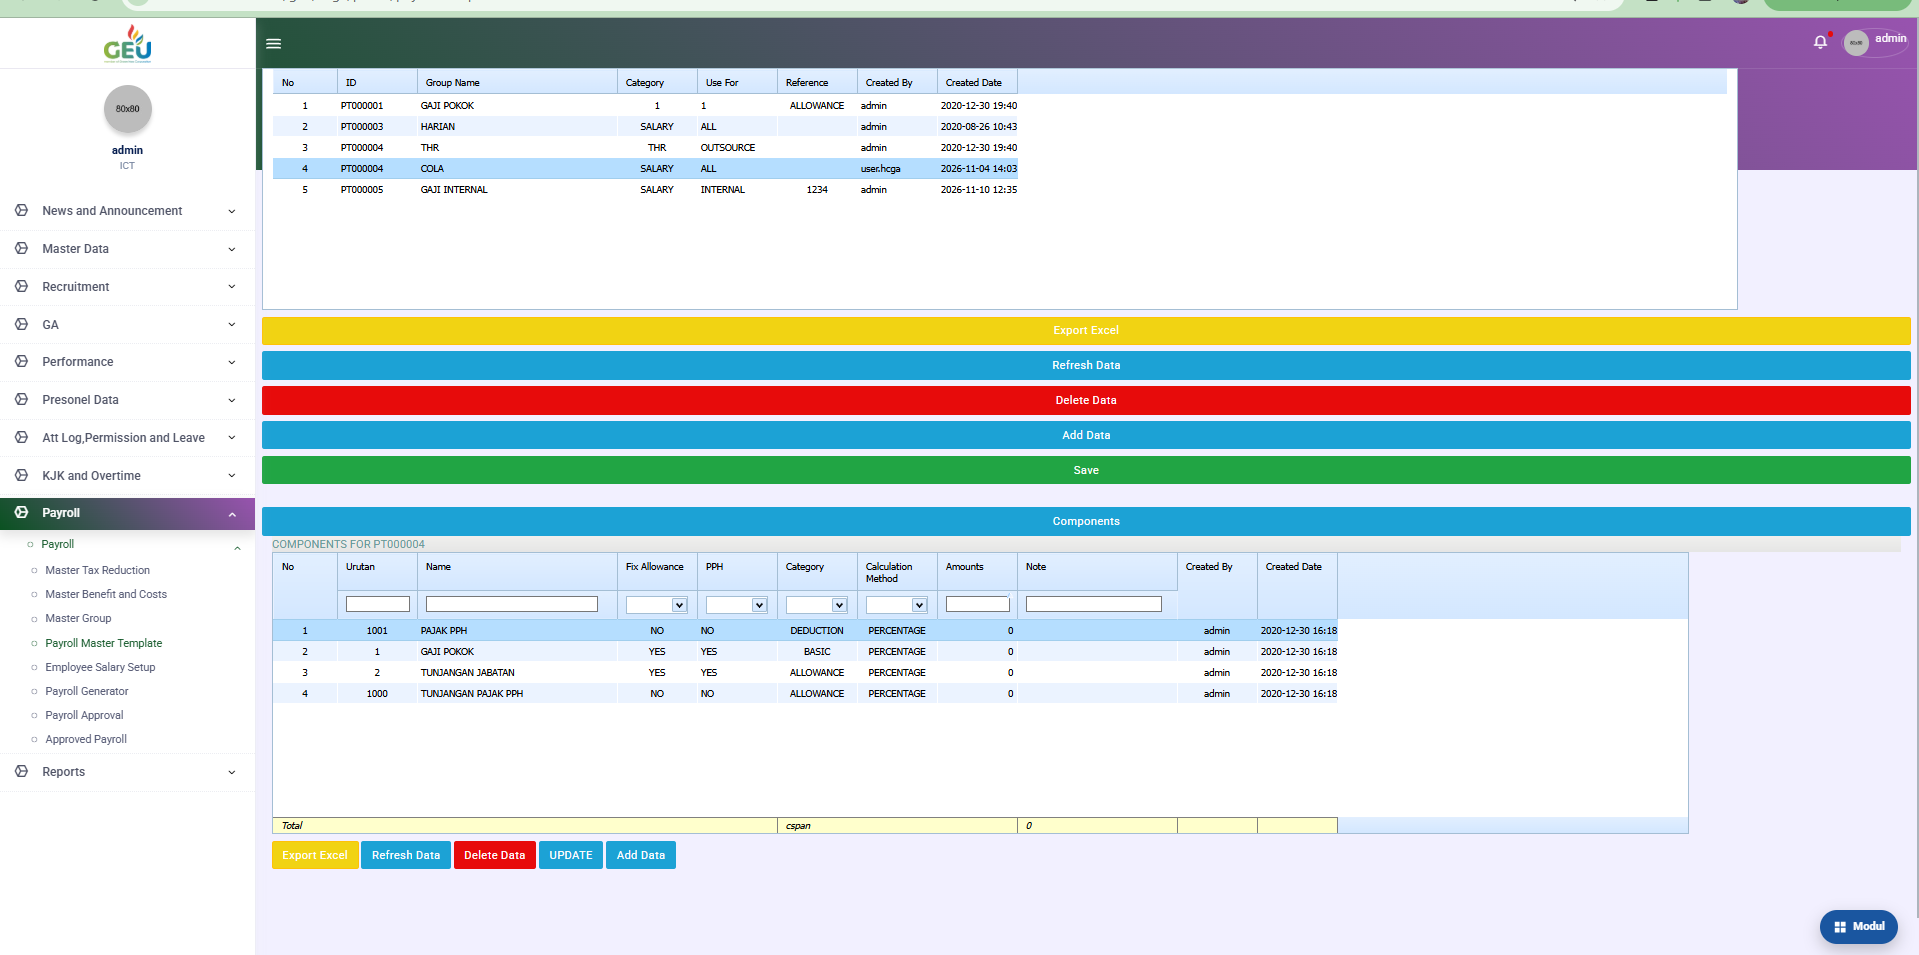 GEU
admin
80x80
admin
ICT
News and Announcement
Master Data
Recruitment
GA
Performance
Presonel Data
Att Log,Permission and Leave
KJK and Overtime
Payroll
Payroll
Master Tax Reduction
Master Benefit and Costs
Master Group
Payroll Master Template
Employee Salary Setup
Payroll Generator
Payroll Approval
Approved Payroll
Reports
No ID Group Name Category Use For Reference Created By Created Date
1 PT000001 GAJI POKOK 1 1 ALLOWANCE admin 2020-12-30 19:40
2 PT000003 HARIAN SALARY ALL admin 2020-08-26 10:43
3 PT000004 THR THR OUTSOURCE admin 2020-12-30 19:40
4 PT000004 COLA SALARY ALL user.hcga 2026-11-04 14:03
5 PT000005 GAJI INTERNAL SALARY INTERNAL 1234 admin 2026-11-10 12:35
Export Excel
Refresh Data
Delete Data
Add Data
Save
Components
COMPONENTS FOR PT000004
No Urutan Name Fix Allowance PPH Category Calculation Method Amounts Note Created By Created Date
1 1001 PAJAK PPH NO NO DEDUCTION PERCENTAGE 0 admin 2020-12-30 16:18
2 1 GAJI POKOK YES YES BASIC PERCENTAGE 0 admin 2020-12-30 16:18
3 2 TUNJANGAN JABATAN YES YES ALLOWANCE PERCENTAGE 0 admin 2020-12-30 16:18
4 1000 TUNJANGAN PAJAK PPH NO NO ALLOWANCE PERCENTAGE 0 admin 2020-12-30 16:18
Total cspan 0
Export Excel Refresh Data Delete Data UPDATE Add Data
Modul